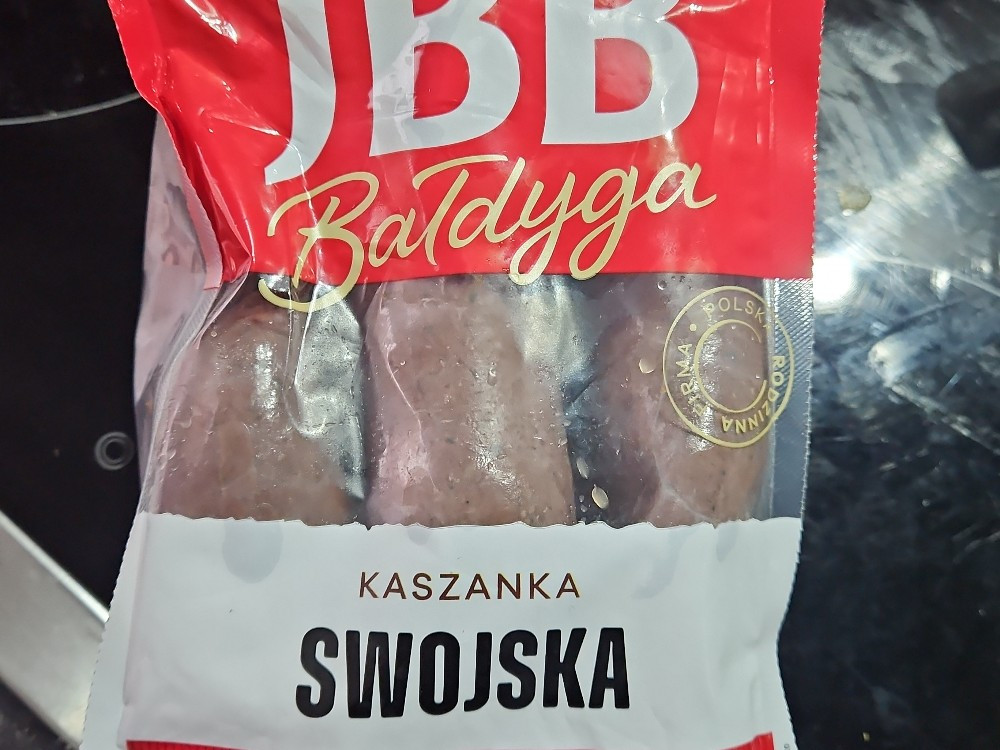 JBB
Bałdyga
POLSKA RODZINNA FIRMA
KASZANKA
SWOJSKA